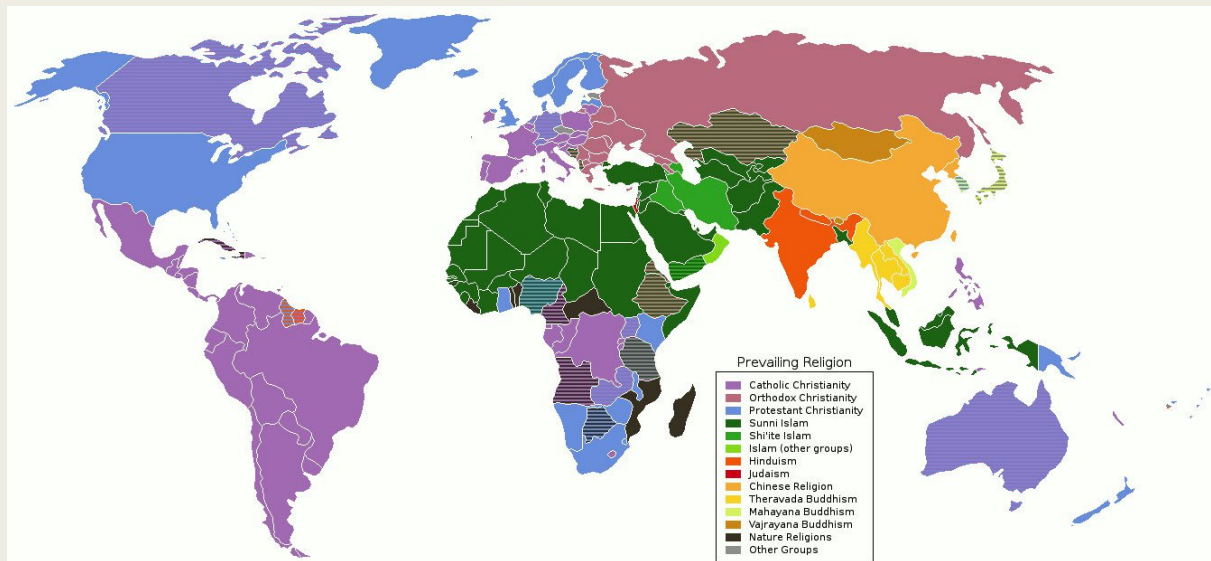 Prevailing Religion
Catholic Christianity
Orthodox Christianity
Protestant Christianity
Sunni Islam
Shi'ite Islam
Islam (other groups)
Hinduism
Judaism
Chinese Religion
Theravada Buddhism
Mahayana Buddhism
Vajrayana Buddhism
Nature Religions
Other Groups